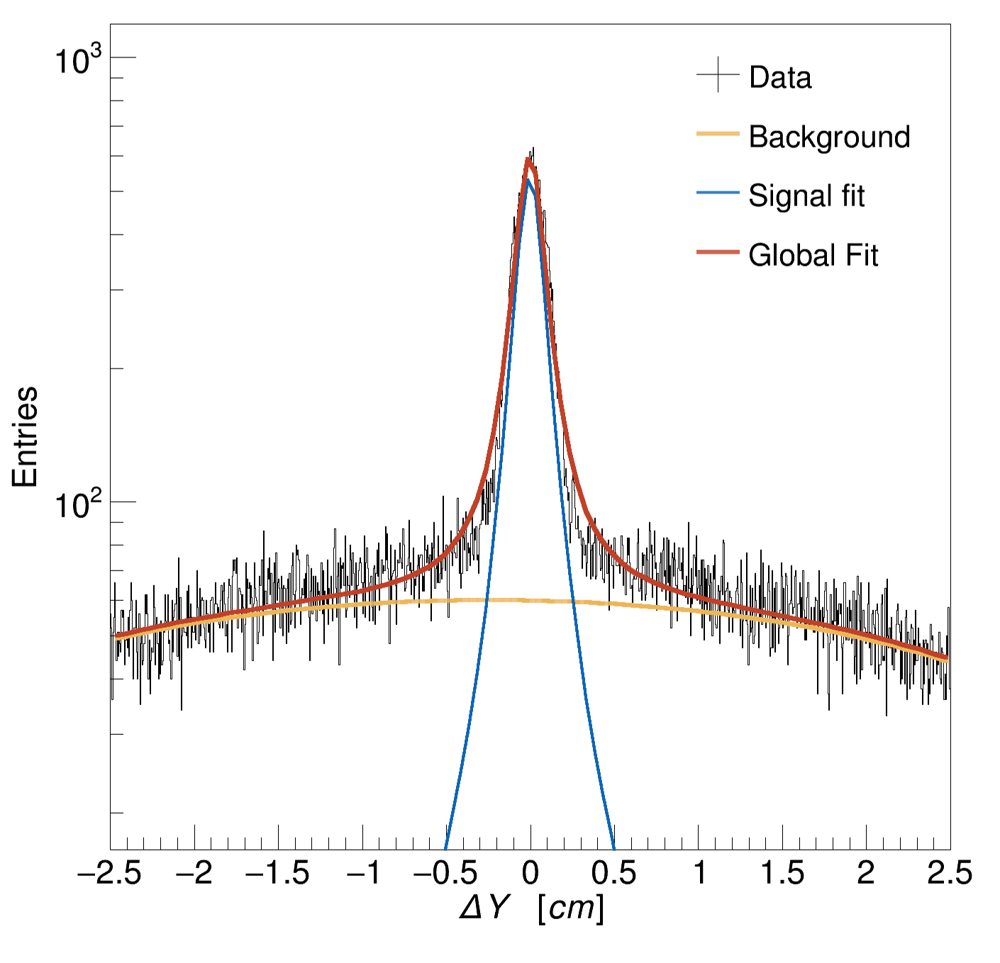 10³
Data
Background
Signal fit
Global Fit
10²
Entries
−2.5 −2 −1.5 −1 −0.5 0 0.5 1 1.5 2 2.5
ΔY [cm]